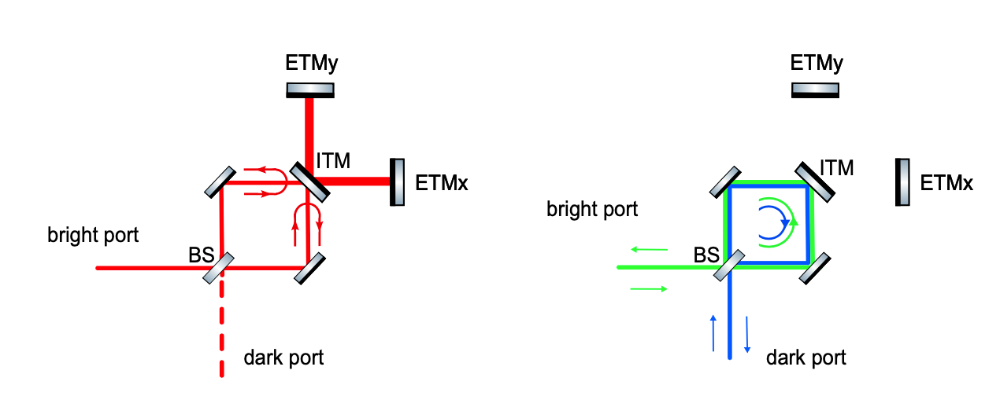 ETMy
ITM
ETMx
bright port
BS
dark port
ETMy
ITM
ETMx
bright port
BS
dark port